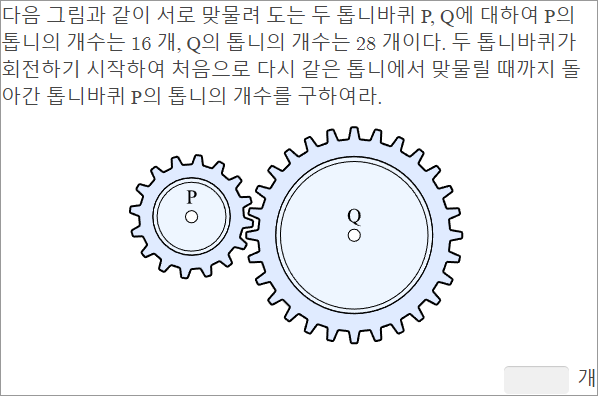 다음 그림과 같이 서로 맞물려 도는 두 톱니바퀴 P, Q에 대하여 P의
톱니의 개수는 16 개, Q의 톱니의 개수는 28 개이다. 두 톱니바퀴가
회전하기 시작하여 처음으로 다시 같은 톱니에서 맞물릴 때까지 돌
아간 톱니바퀴 P의 톱니의 개수를 구하여라.
P
Q
개